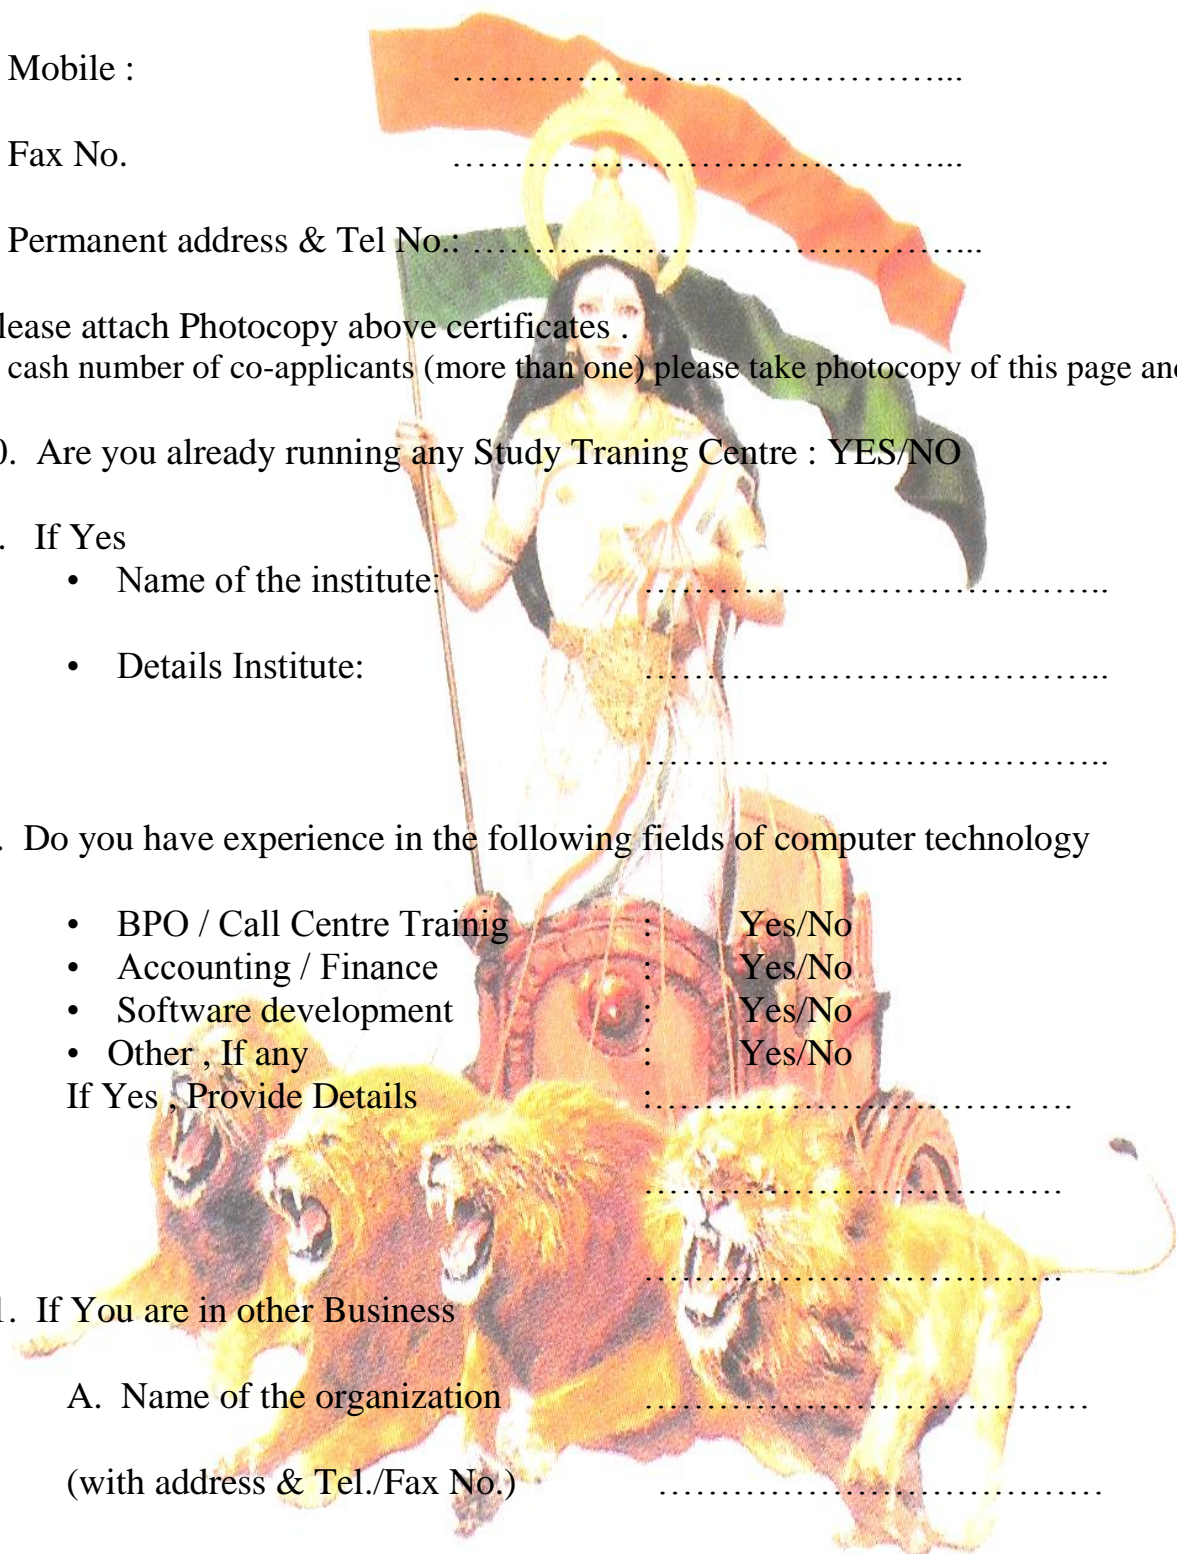 Mobile : ……………………………………...
Fax No. ……………………………………...
Permanent address & Tel No.: ……………………………………..
lease attach Photocopy above certificates .
cash number of co-applicants (more than one) please take photocopy of this page and
0. Are you already running any Study Traning Centre : YES/NO
. If Yes
• Name of the institute: …………………………………..
• Details Institute: …………………………………..
…………………………………..
. Do you have experience in the following fields of computer technology
• BPO / Call Centre Trainig : Yes/No
• Accounting / Finance : Yes/No
• Software development : Yes/No
• Other , If any : Yes/No
If Yes , Provide Details :……………………………….
……………………………….
……………………………….
1. If You are in other Business
A. Name of the organization …………………………………
(with address & Tel./Fax No.) …………………………………